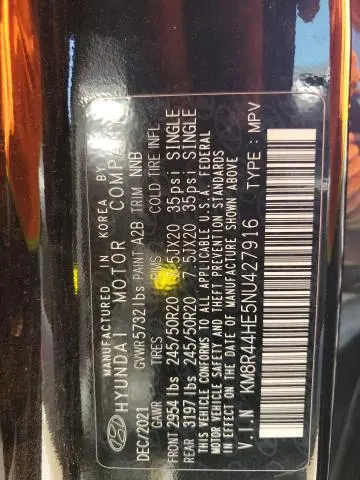 MANUFACTURED IN KOREA BY
HYUNDAI MOTOR COMPANY
DEC/2021 GVWR 5732 lbs PAINT A2B TRIM NNB
GAWR TIRES RIMS COLD TIRE INFL.
FRONT 2954 lbs 245/50R20 7.5JX20 35psi SINGLE
REAR 3197 lbs 245/50R20 7.5JX20 35psi SINGLE
THIS VEHICLE CONFORMS TO ALL APPLICABLE U.S.A. FEDERAL
MOTOR VEHICLE SAFETY AND THEFT PREVENTION STANDARDS
IN EFFECT ON THE DATE OF MANUFACTURE SHOWN ABOVE
V.I.N : KM8R44HE5NU427916 TYPE : MPV